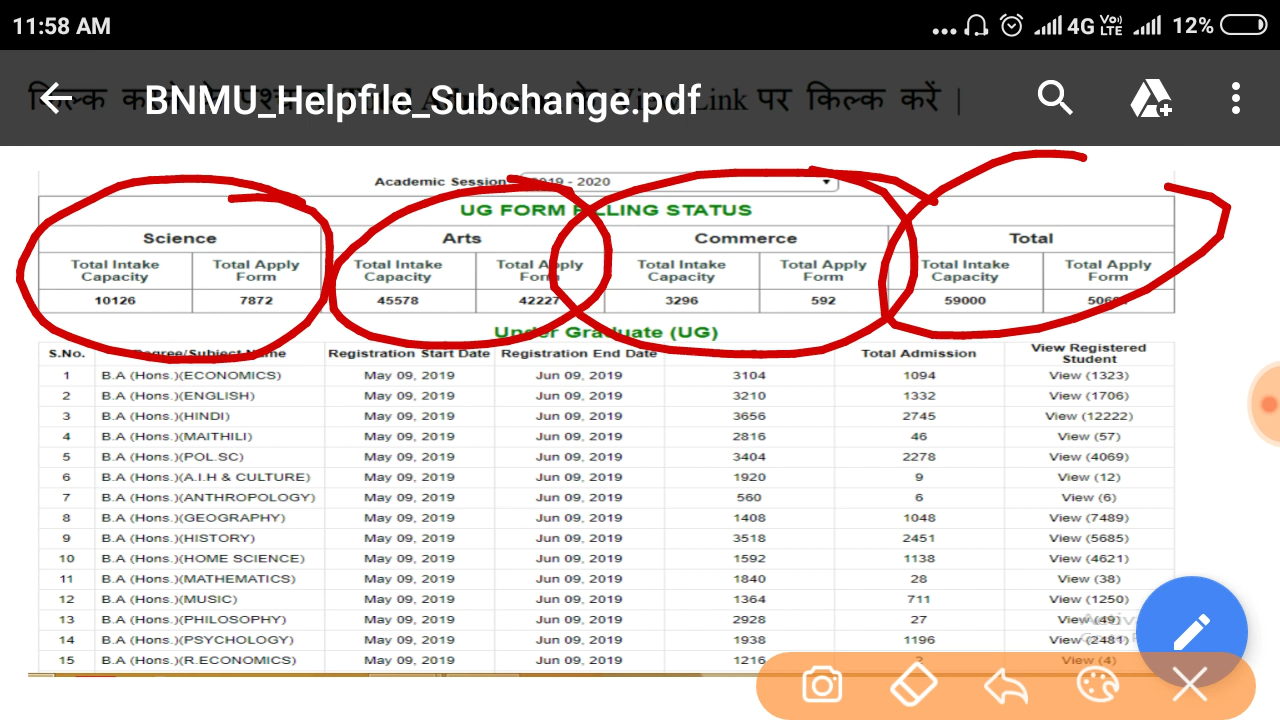 11:58 AM 4G Vo) LTE 12%
BNMU_Helpfile_Subchange.pdf
Link पर किल्क करें |
Academic Session 2019 - 2020
UG FORM FILLING STATUS
Science Arts Commerce Total
Total Intake Capacity Total Apply Form Total Intake Capacity Total Apply Form Total Intake Capacity Total Apply Form Total Intake Capacity Total Apply Form
10126 7872 45578 42227 3296 592 59000
Under Graduate (UG)
S.No. Degree/Subject Name Registration Start Date Registration End Date Total Admission View Registered Student
1 B.A (Hons.)(ECONOMICS) May 09, 2019 Jun 09, 2019 3104 1094 View (1323)
2 B.A (Hons.)(ENGLISH) May 09, 2019 Jun 09, 2019 3210 1332 View (1706)
3 B.A (Hons.)(HINDI) May 09, 2019 Jun 09, 2019 3656 2745 View (12222)
4 B.A (Hons.)(MAITHILI) May 09, 2019 Jun 09, 2019 2816 46 View (57)
5 B.A (Hons.)(POL.SC) May 09, 2019 Jun 09, 2019 3404 2278 View (4069)
6 B.A (Hons.)(A.I.H & CULTURE) May 09, 2019 Jun 09, 2019 1920 9 View (12)
7 B.A (Hons.)(ANTHROPOLOGY) May 09, 2019 Jun 09, 2019 560 6 View (6)
8 B.A (Hons.)(GEOGRAPHY) May 09, 2019 Jun 09, 2019 1408 1048 View (7489)
9 B.A (Hons.)(HISTORY) May 09, 2019 Jun 09, 2019 3518 2451 View (5685)
10 B.A (Hons.)(HOME SCIENCE) May 09, 2019 Jun 09, 2019 1592 1138 View (4621)
11 B.A (Hons.)(MATHEMATICS) May 09, 2019 Jun 09, 2019 1840 28 View (38)
12 B.A (Hons.)(MUSIC) May 09, 2019 Jun 09, 2019 1364 711 View (1250)
13 B.A (Hons.)(PHILOSOPHY) May 09, 2019 Jun 09, 2019 2928 27 View (49)
14 B.A (Hons.)(PSYCHOLOGY) May 09, 2019 Jun 09, 2019 1938 1196 View (2481)
15 B.A (Hons.)(R.ECONOMICS) May 09, 2019 Jun 09, 2019 1216 View (4)